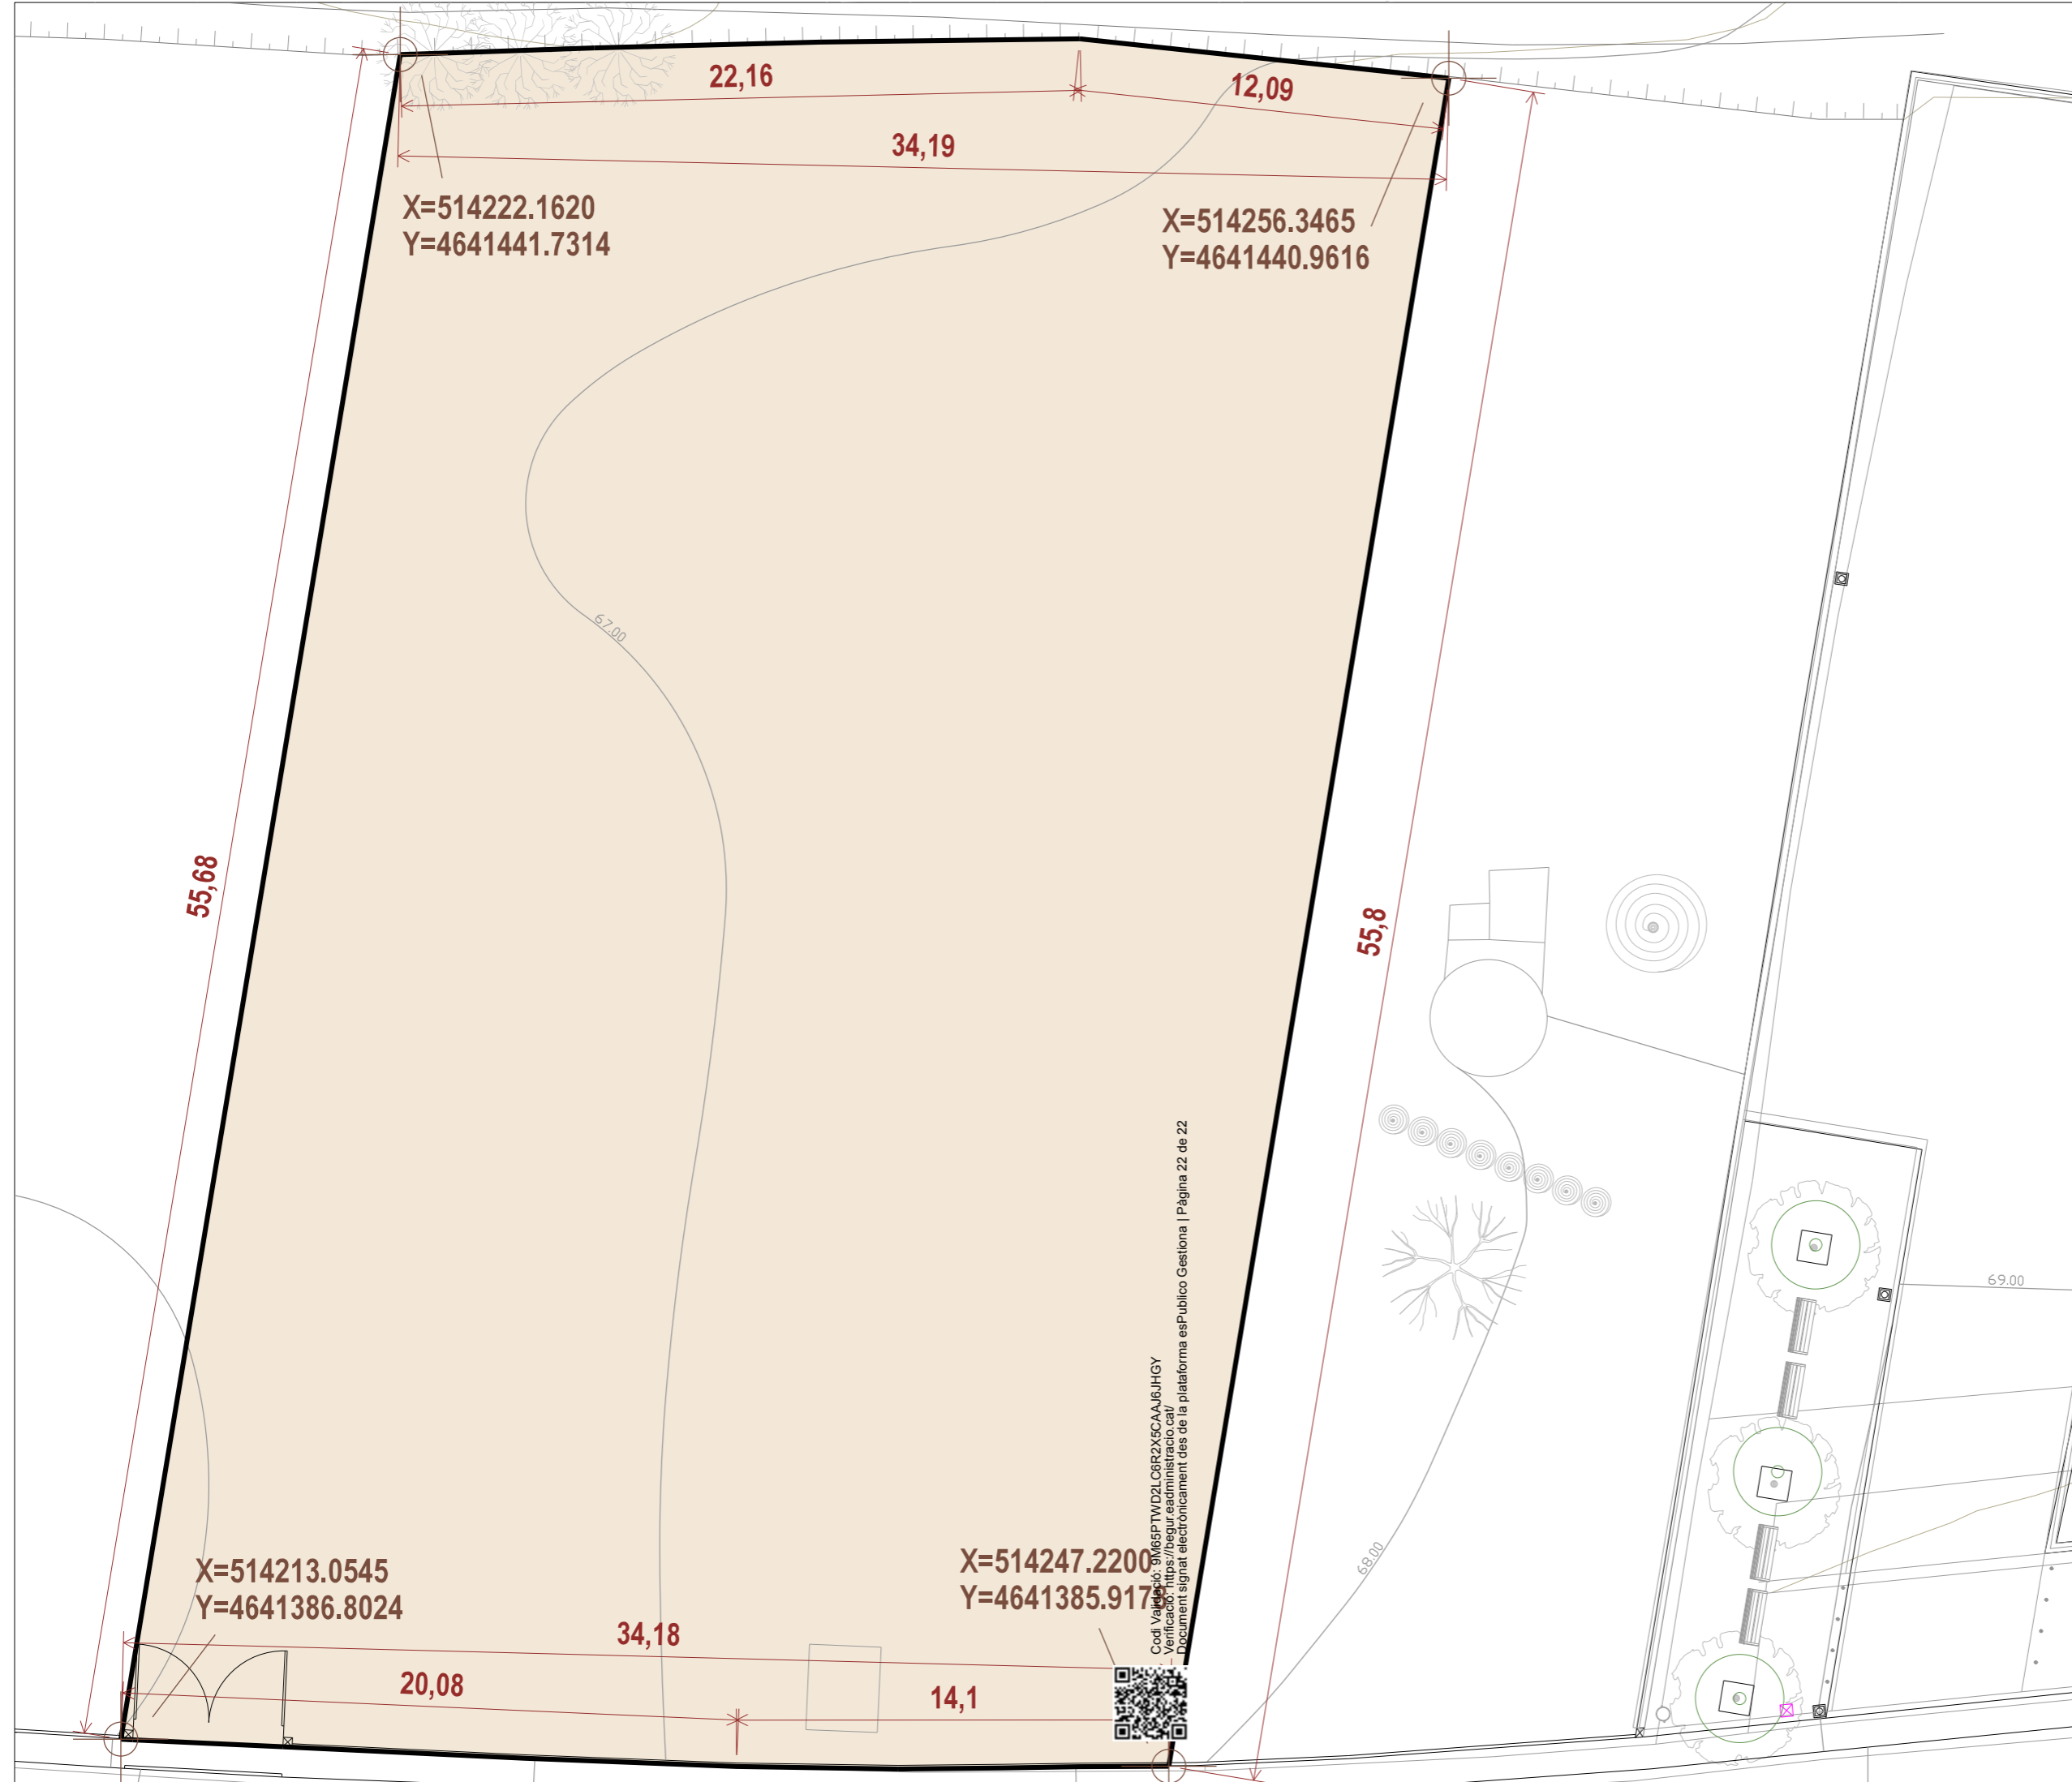 22,16
12,09
34,19
X=514222.1620
Y=4641441.7314
X=514256.3465
Y=4641440.9616
67.00
55,68
55,8
69.00
68.00
X=514213.0545
Y=4641386.8024
X=514247.2200
34,18
20,08
14,1
Codi Validació: 9M65PTWD2LC6R2X5CAAJ6JHGY
Verificació: https://begur.eadministracio.cat/
Document signat electrònicament des de la plataforma esPublico Gestiona | Pàgina 22 de 22